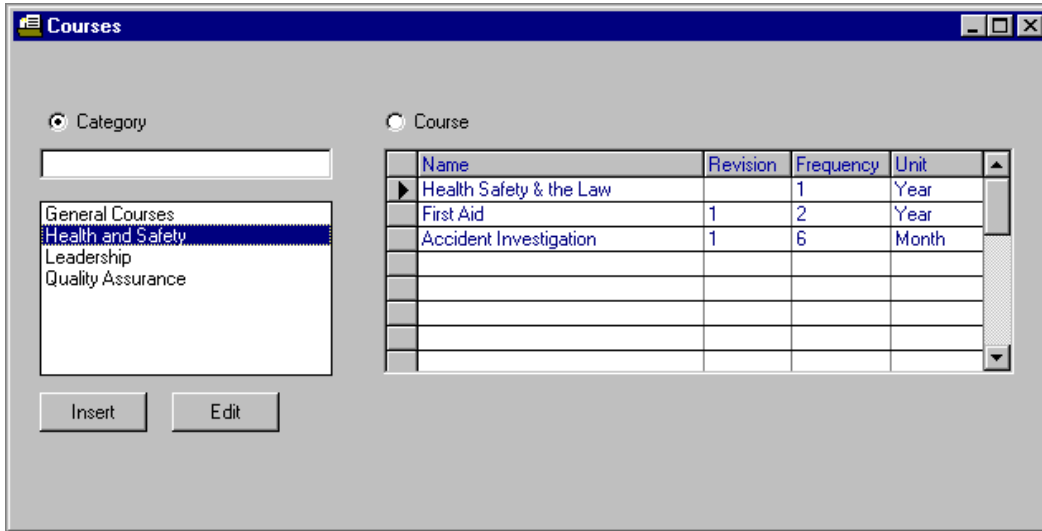 Courses
Category
Course
Name Revision Frequency Unit
Health Safety & the Law 1 Year
First Aid 1 2 Year
Accident Investigation 1 6 Month
General Courses
Health and Safety
Leadership
Quality Assurance
Insert Edit